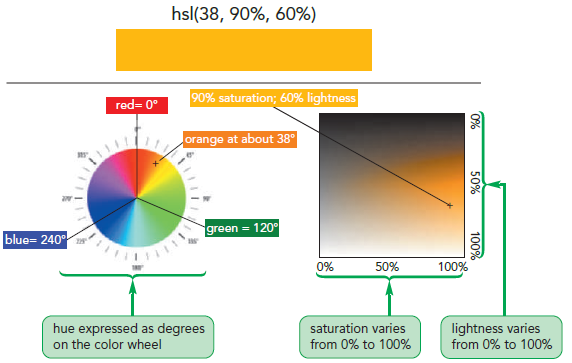 hsl(38, 90%, 60%)
red= 0°
90% saturation; 60% lightness
orange at about 38°
green = 120°
blue= 240°
0%
50%
100%
0%
50%
100%
hue expressed as degrees
on the color wheel
saturation varies
from 0% to 100%
lightness varies
from 0% to 100%